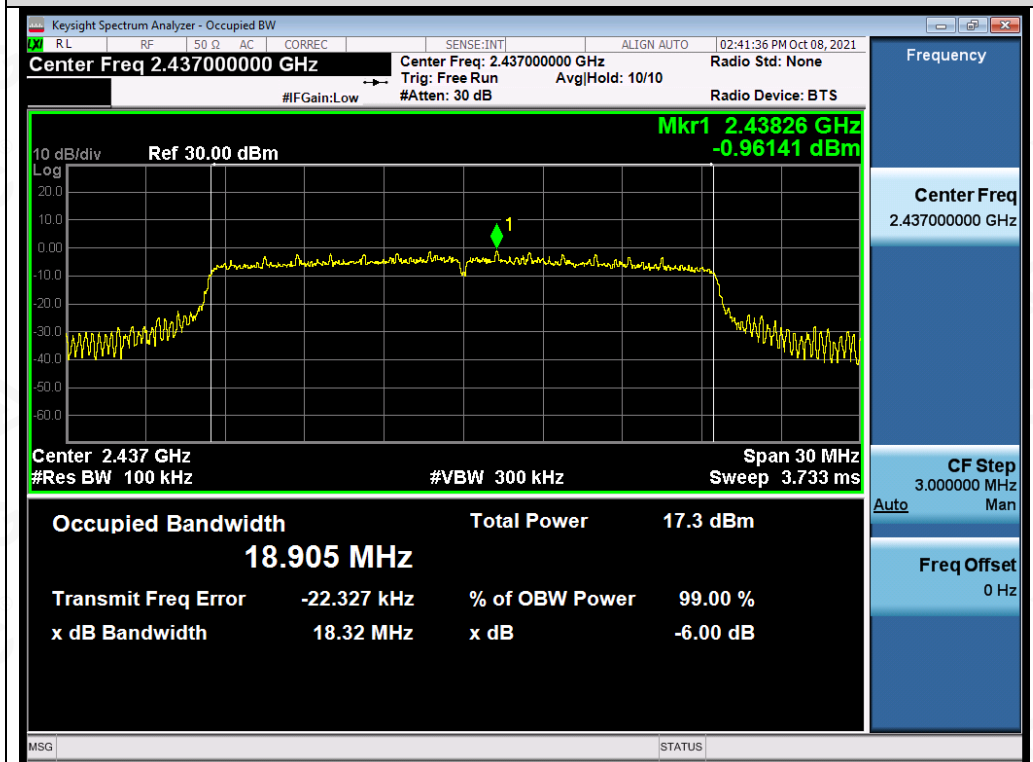 Keysight Spectrum Analyzer - Occupied BW
LXI RL RF 50 Ω AC CORREC SENSE:INT ALIGN AUTO 02:41:36 PM Oct 08, 2021
Center Freq 2.437000000 GHz
Center Freq: 2.437000000 GHz Radio Std: None
Trig: Free Run Avg|Hold: 10/10
#IFGain:Low #Atten: 30 dB Radio Device: BTS
Frequency
Mkr1 2.43826 GHz
-0.96141 dBm
10 dB/div Ref 30.00 dBm
Log
20.0
10.0
0.00
-10.0
-20.0
-30.0
-40.0
-50.0
-60.0
1
Center 2.437 GHz Span 30 MHz
#Res BW 100 kHz #VBW 300 kHz Sweep 3.733 ms
Center Freq
2.437000000 GHz
CF Step
3.000000 MHz
Auto Man
Freq Offset
0 Hz
Occupied Bandwidth Total Power 17.3 dBm
18.905 MHz
Transmit Freq Error -22.327 kHz % of OBW Power 99.00 %
x dB Bandwidth 18.32 MHz x dB -6.00 dB
MSG STATUS